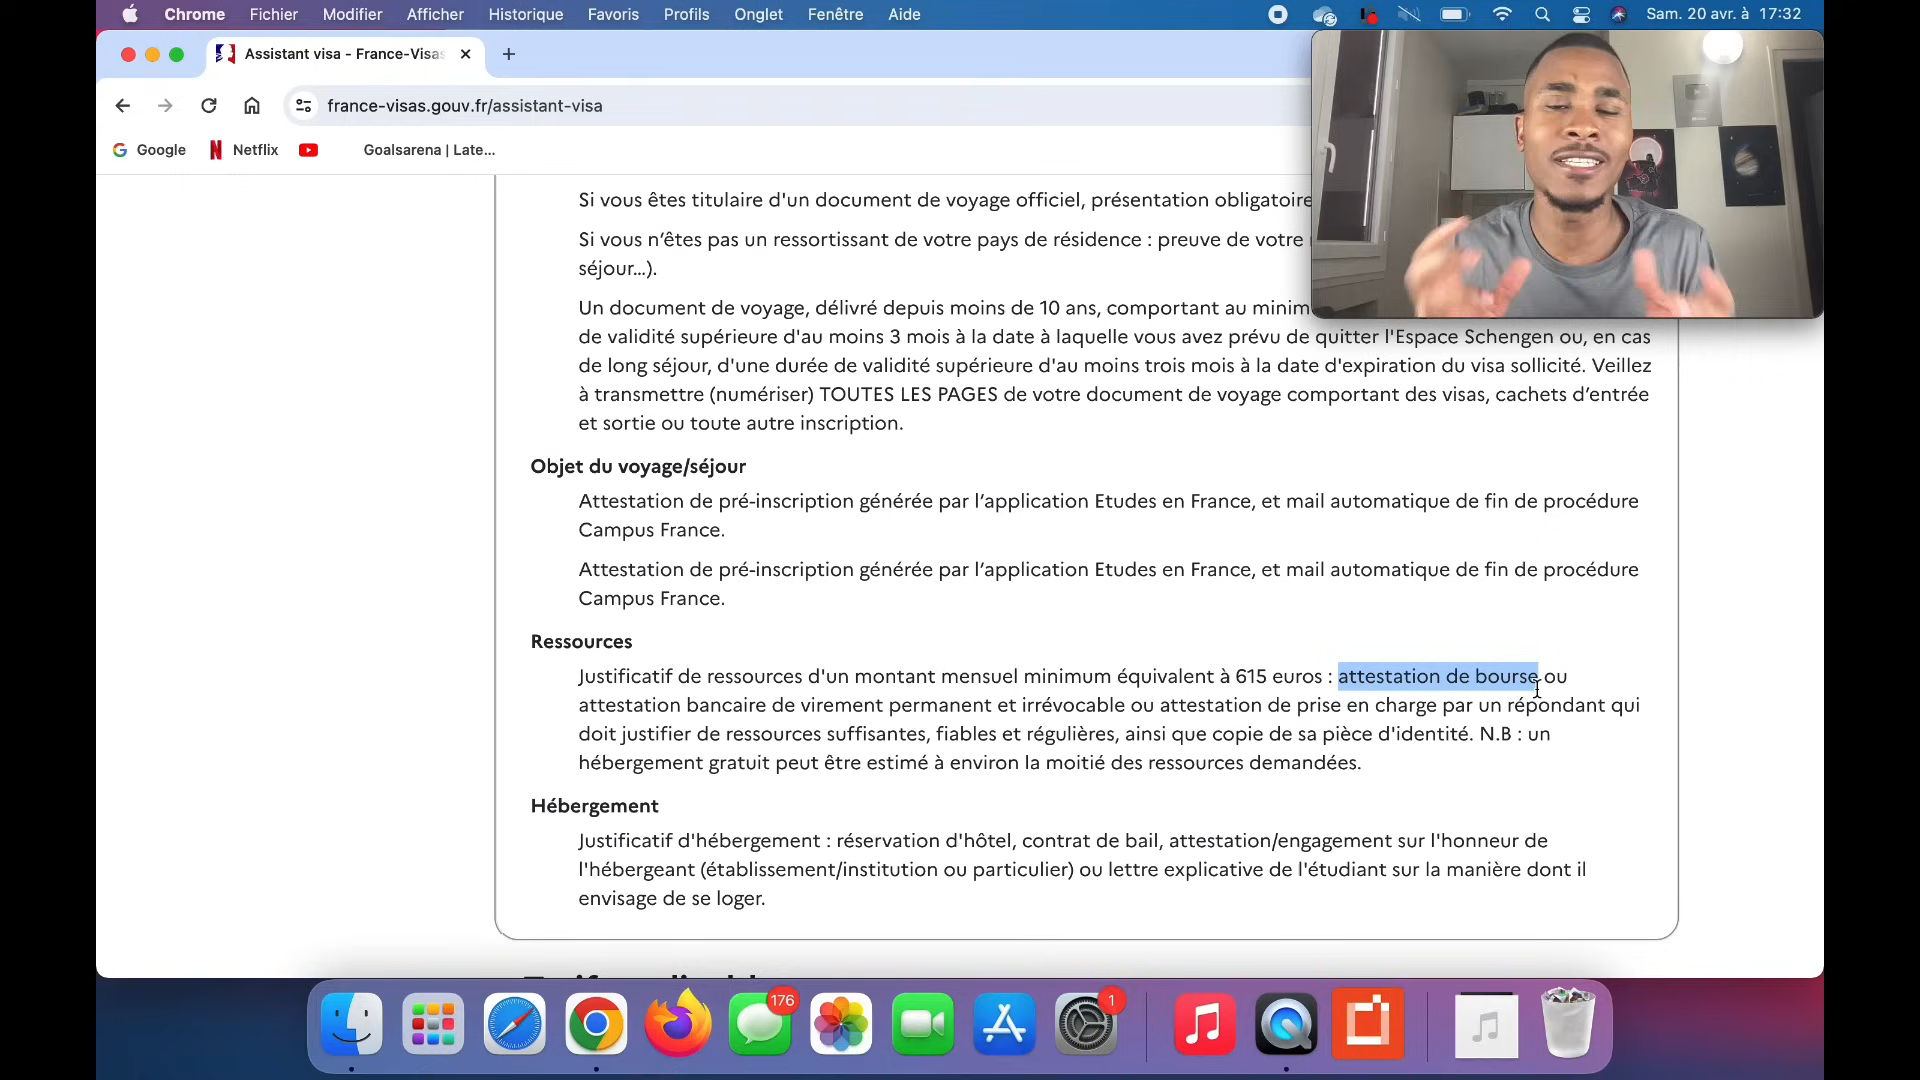 Chrome Fichier Modifier Afficher Historique Favoris Profils Onglet Fenêtre Aide Sam. 20 avr. à 17:32
Assistant visa - France-Visas
france-visas.gouv.fr/assistant-visa
Google Netflix Goalsarena | Late...
Si vous êtes titulaire d'un document de voyage officiel, présentation obligatoire
Si vous n’êtes pas un ressortissant de votre pays de résidence : preuve de votre
séjour…).
Un document de voyage, délivré depuis moins de 10 ans, comportant au minim
de validité supérieure d'au moins 3 mois à la date à laquelle vous avez prévu de quitter l'Espace Schengen ou, en cas
de long séjour, d'une durée de validité supérieure d'au moins trois mois à la date d'expiration du visa sollicité. Veillez
à transmettre (numériser) TOUTES LES PAGES de votre document de voyage comportant des visas, cachets d’entrée
et sortie ou toute autre inscription.
Objet du voyage/séjour
Attestation de pré-inscription générée par l’application Etudes en France, et mail automatique de fin de procédure
Campus France.
Attestation de pré-inscription générée par l’application Etudes en France, et mail automatique de fin de procédure
Campus France.
Ressources
Justificatif de ressources d'un montant mensuel minimum équivalent à 615 euros : attestation de bourse ou
attestation bancaire de virement permanent et irrévocable ou attestation de prise en charge par un répondant qui
doit justifier de ressources suffisantes, fiables et régulières, ainsi que copie de sa pièce d'identité. N.B : un
hébergement gratuit peut être estimé à environ la moitié des ressources demandées.
Hébergement
Justificatif d'hébergement : réservation d'hôtel, contrat de bail, attestation/engagement sur l'honneur de
l'hébergeant (établissement/institution ou particulier) ou lettre explicative de l'étudiant sur la manière dont il
envisage de se loger.
176
1